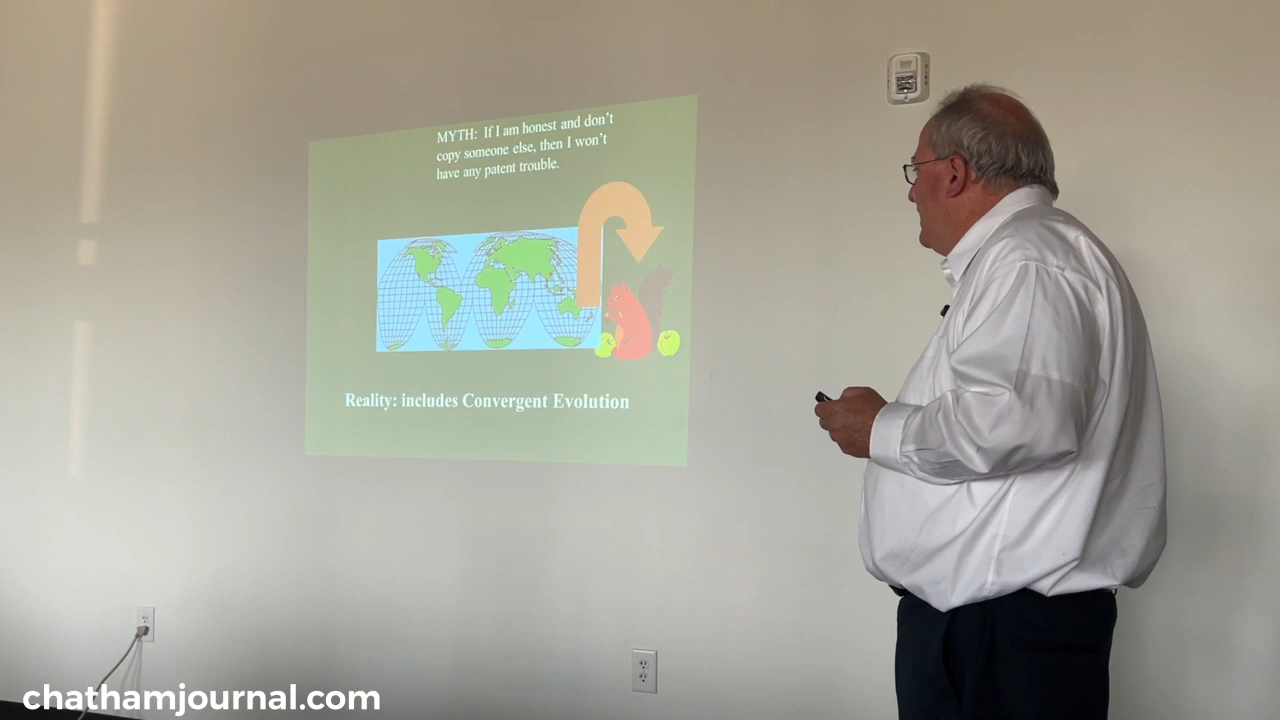 MYTH: If I am honest and don't
copy someone else, then I won't
have any patent trouble.
Reality: includes Convergent Evolution
chathamjournal.com